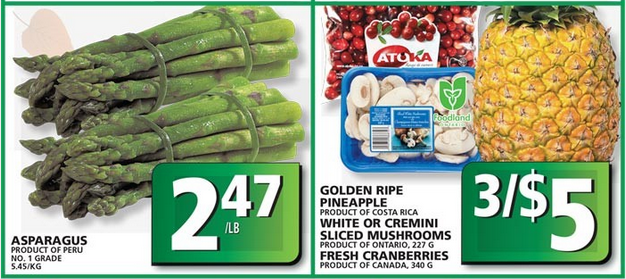 ASPARAGUS
PRODUCT OF PERU
NO. 1 GRADE
5.45/KG
2.47
/LB
ATOKA
Foodland
ONTARIO
GOLDEN RIPE
PINEAPPLE
PRODUCT OF COSTA RICA
WHITE OR CREMINI
SLICED MUSHROOMS
PRODUCT OF ONTARIO, 227 G
FRESH CRANBERRIES
PRODUCT OF CANADA, 340 G
3/$5